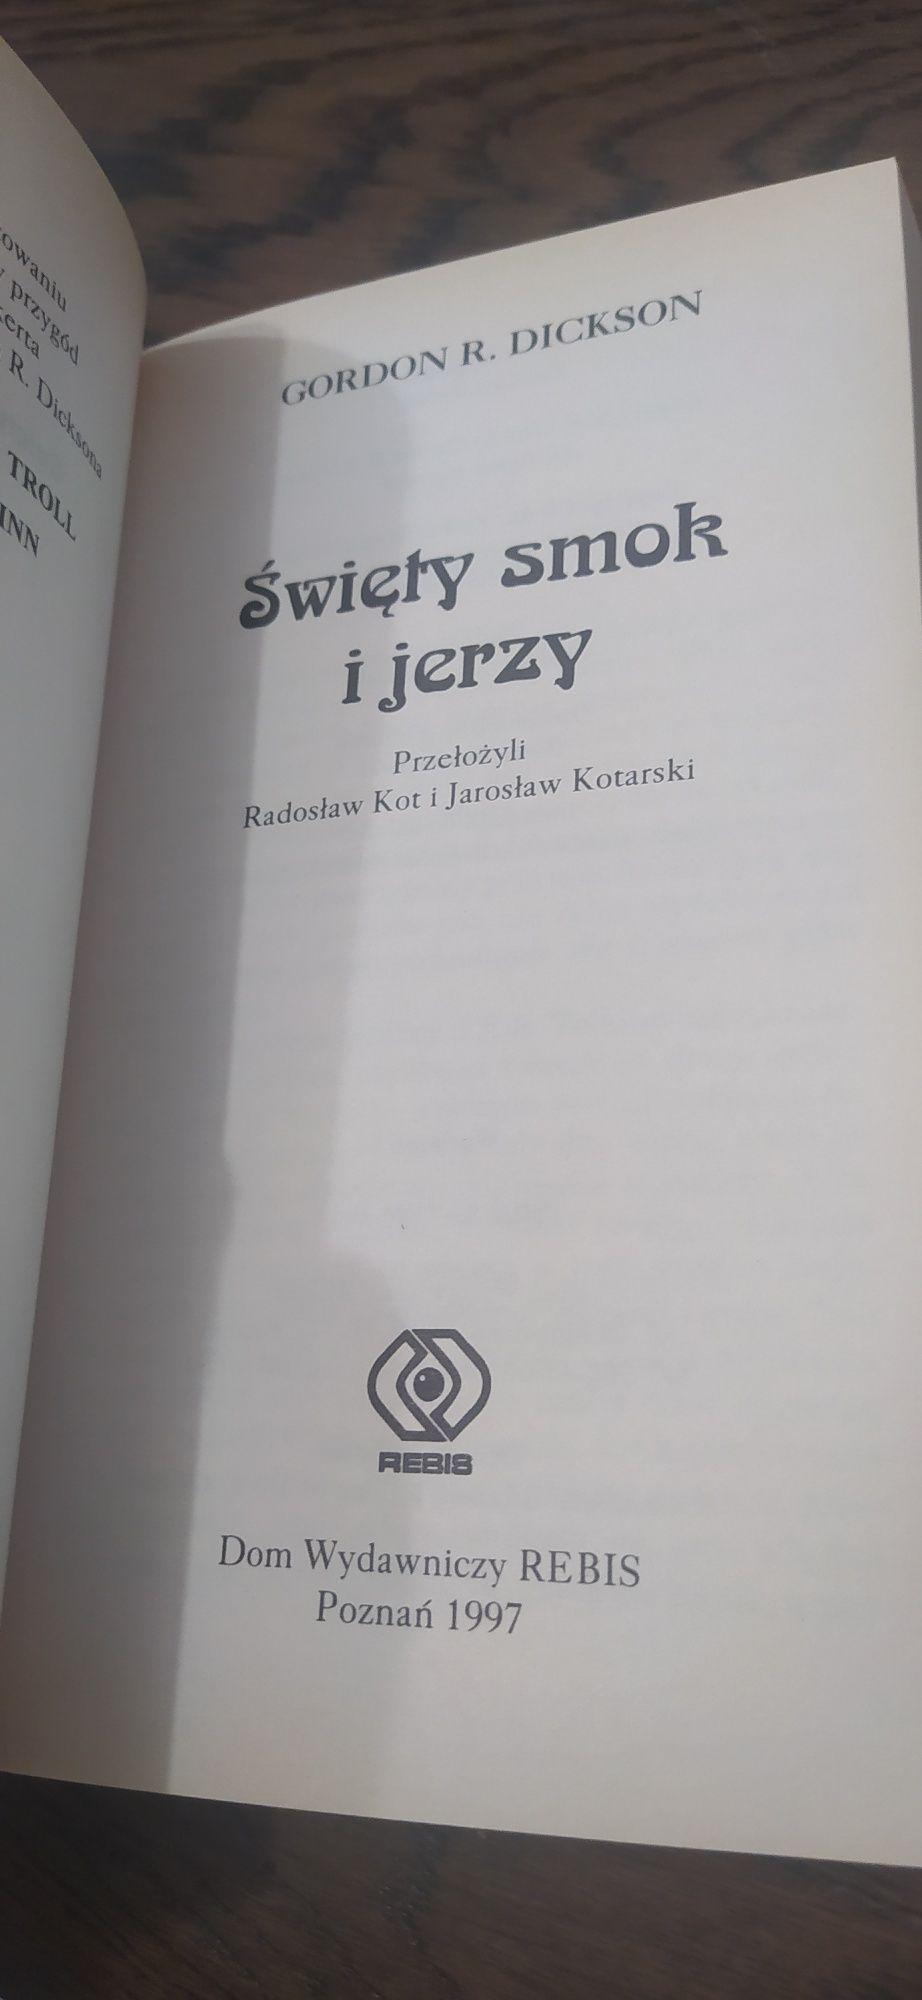 przygód
R. Dicksona
TROLL
GORDON R. DICKSON
Święty smok
i jerzy
Przełożyli
Radosław Kot i Jarosław Kotarski
REBIS
Dom Wydawniczy REBIS
Poznań 1997